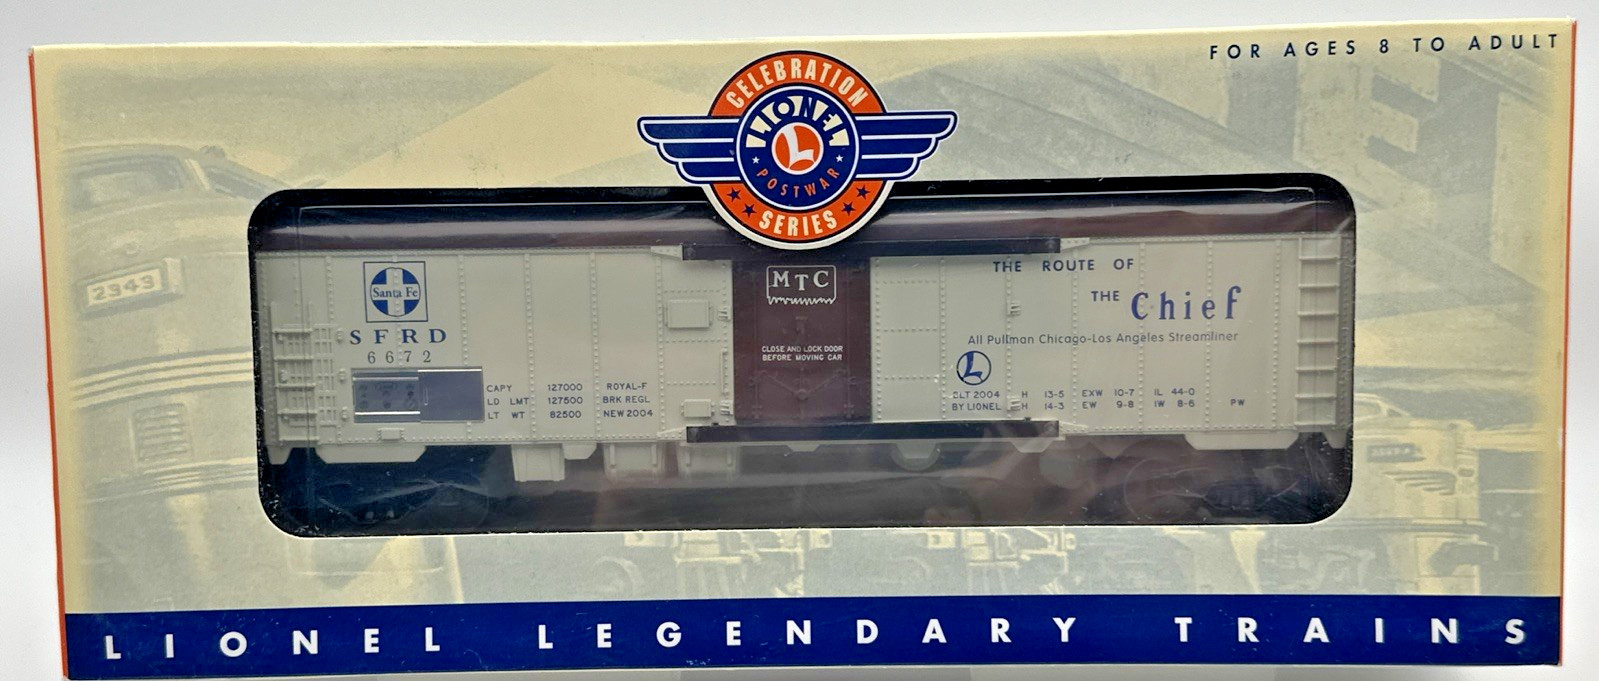 FOR AGES 8 TO ADULT
CELEBRATION
LIONEL
L
POSTWAR
SERIES
2343
Santa Fe
SFRD
6672
CAPY 127000 ROYAL-F
LD LMT 127500 BRK REGL
LT WT 82500 NEW 2004
MTC
CLOSE AND LOCK DOOR
BEFORE MOVING CAR
THE ROUTE OF
THE Chief
All Pullman Chicago-Los Angeles Streamliner
L
BLT 2004 H 13-5 EXW 10-7 IL 44-0
BY LIONEL H 14-3 EW 9-8 IW 8-6 PW
LIONEL LEGENDARY TRAINS